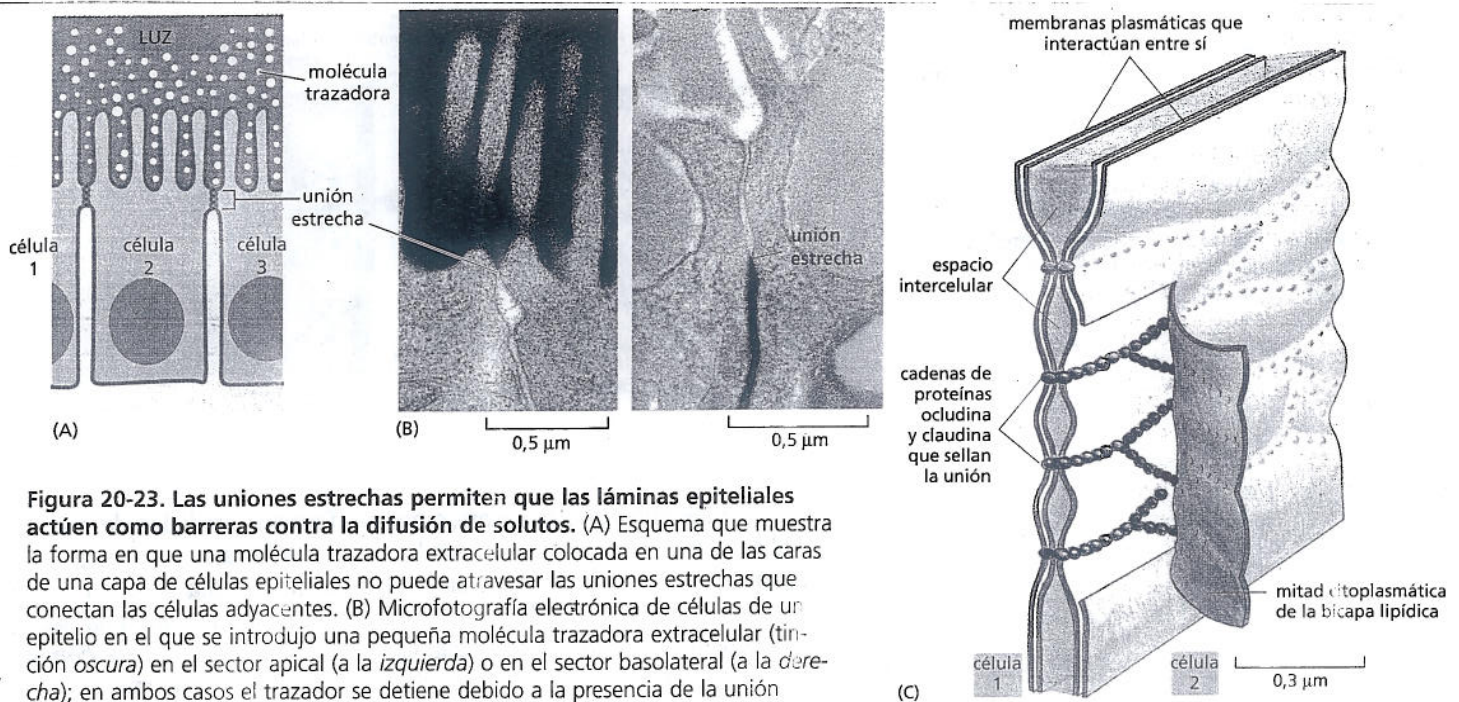 LUZ
molécula
trazadora
unión
estrecha
célula
1
célula
2
célula
3
(A)
(B)
0,5 µm
unión
estrecha
0,5 µm
membranas plasmáticas que
interactúan entre sí
espacio
intercelular
cadenas de
proteínas
ocludina
y claudina
que sellan
la unión
mitad citoplasmática
de la bicapa lipídica
célula
1
célula
2
0,3 µm
(C)
Figura 20-23. Las uniones estrechas permiten que las láminas epiteliales
actúen como barreras contra la difusión de solutos. (A) Esquema que muestra
la forma en que una molécula trazadora extracelular colocada en una de las caras
de una capa de células epiteliales no puede atravesar las uniones estrechas que
conectan las células adyacentes. (B) Microfotografía electrónica de células de un
epitelio en el que se introdujo una pequeña molécula trazadora extracelular (tin-
ción oscura) en el sector apical (a la izquierda) o en el sector basolateral (a la dere-
cha); en ambos casos el trazador se detiene debido a la presencia de la unión